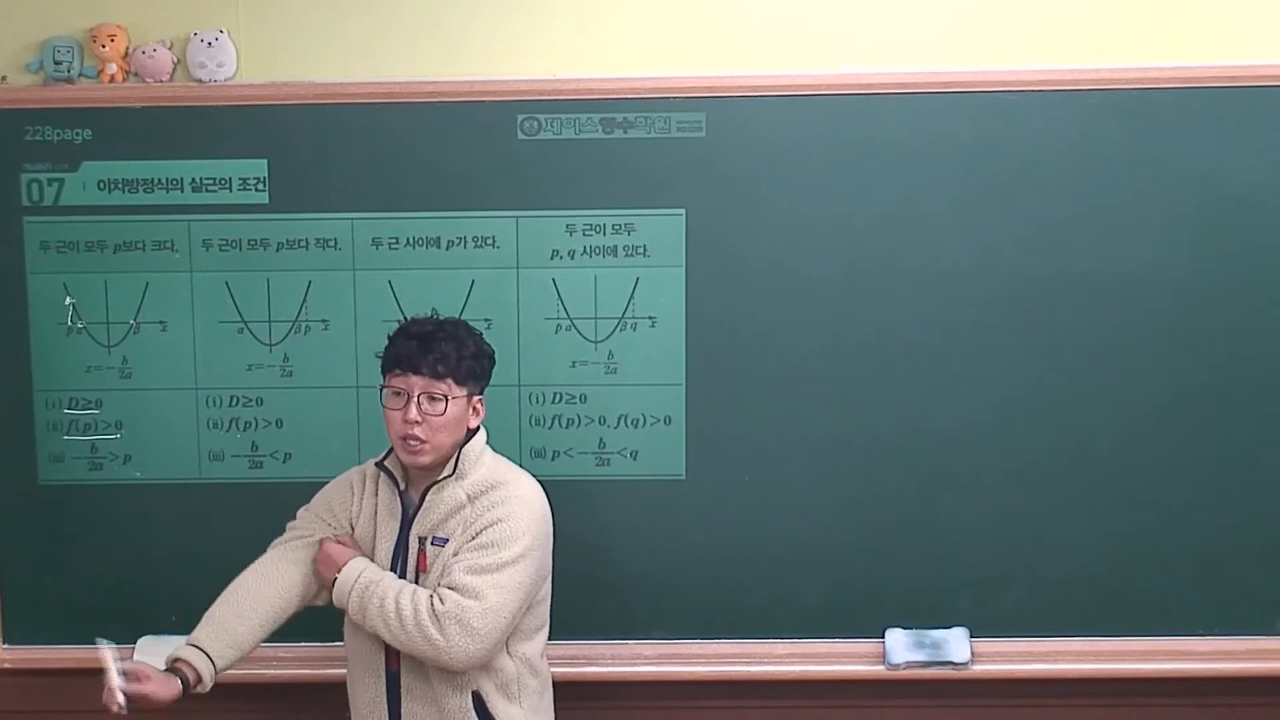 228page
제이스영수학원
07 이차방정식의 실근의 조건
두 근이 모두 p보다 크다.
두 근이 모두 p보다 작다.
두 근 사이에 p가 있다.
두 근이 모두
p, q 사이에 있다.
p α β x
α β p x
x
p α β q x
x=-b/2a
x=-b/2a
x=-b/2a
(i) D≥0
(ii) f(p)>0
(iii) -b/2a>p
(i) D≥0
(ii) f(p)>0
(iii) -b/2a<p
(i) D≥0
(ii) f(p)>0, f(q)>0
(iii) p<-b/2a<q